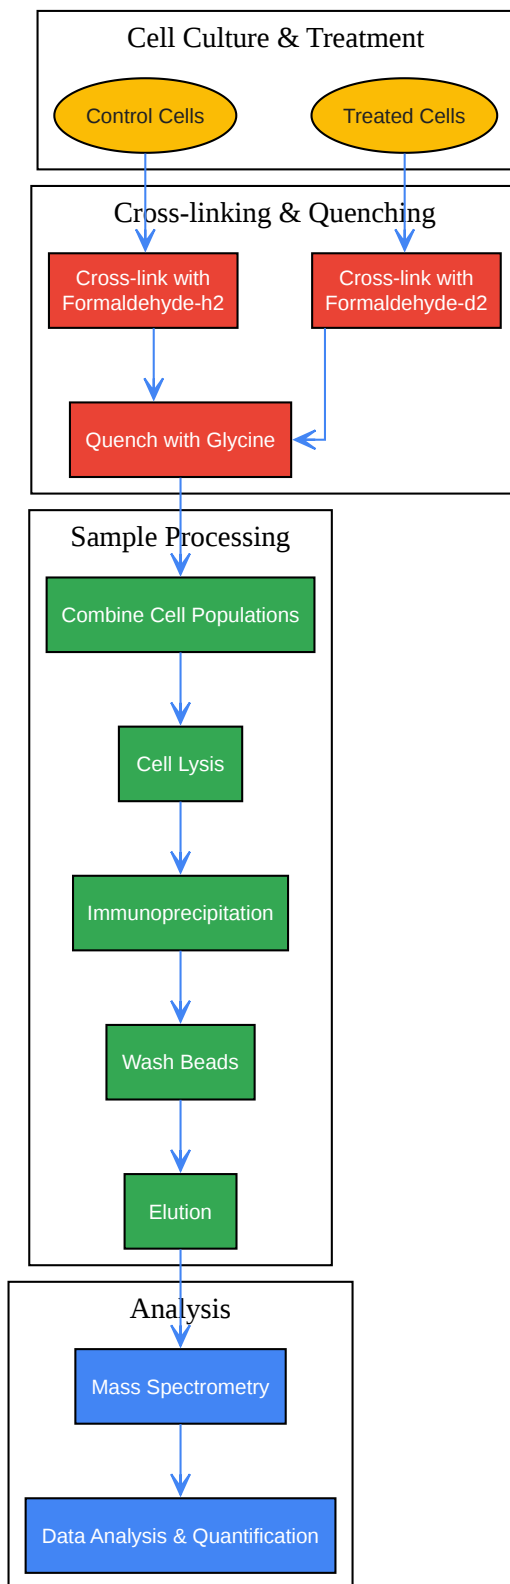 Cell Culture & Treatment
Control Cells
Treated Cells
Cross-linking & Quenching
Cross-link with
Formaldehyde-h2
Cross-link with
Formaldehyde-d2
Quench with Glycine
Sample Processing
Combine Cell Populations
Cell Lysis
Immunoprecipitation
Wash Beads
Elution
Analysis
Mass Spectrometry
Data Analysis & Quantification